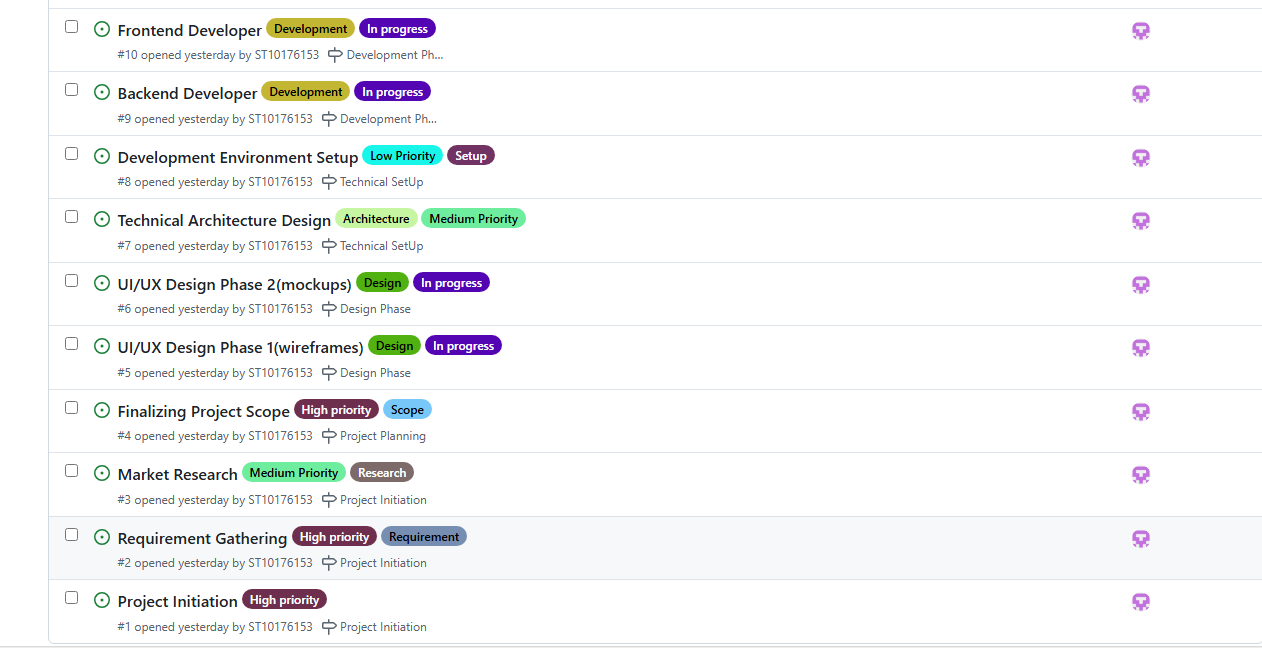 Frontend Developer Development In progress
#10 opened yesterday by ST10176153 Development Ph...
Backend Developer Development In progress
#9 opened yesterday by ST10176153 Development Ph...
Development Environment Setup Low Priority Setup
#8 opened yesterday by ST10176153 Technical SetUp
Technical Architecture Design Architecture Medium Priority
#7 opened yesterday by ST10176153 Technical SetUp
UI/UX Design Phase 2(mockups) Design In progress
#6 opened yesterday by ST10176153 Design Phase
UI/UX Design Phase 1(wireframes) Design In progress
#5 opened yesterday by ST10176153 Design Phase
Finalizing Project Scope High priority Scope
#4 opened yesterday by ST10176153 Project Planning
Market Research Medium Priority Research
#3 opened yesterday by ST10176153 Project Initiation
Requirement Gathering High priority Requirement
#2 opened yesterday by ST10176153 Project Initiation
Project Initiation High priority
#1 opened yesterday by ST10176153 Project Initiation